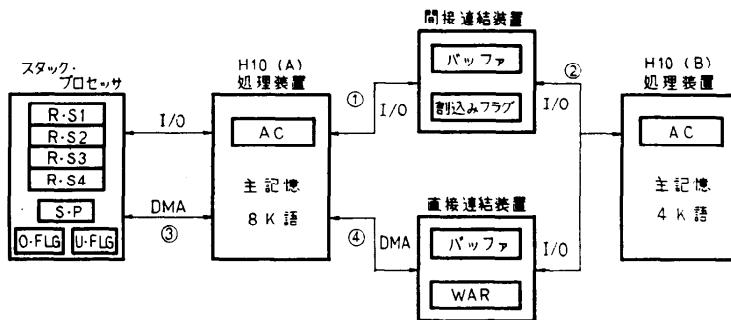 スタック・
プロセッサ
R・S1
R・S2
R・S3
R・S4
S・P
O・FLG
U・FLG
I/O
DMA
③
H10 (A)
処理装置
AC
主記憶
8K語
①
I/O
④
DMA
間接連結装置
バッファ
割込みフラグ
②
I/O
直接連結装置
バッファ
WAR
I/O
H10 (B)
処理装置
AC
主記憶
4K語